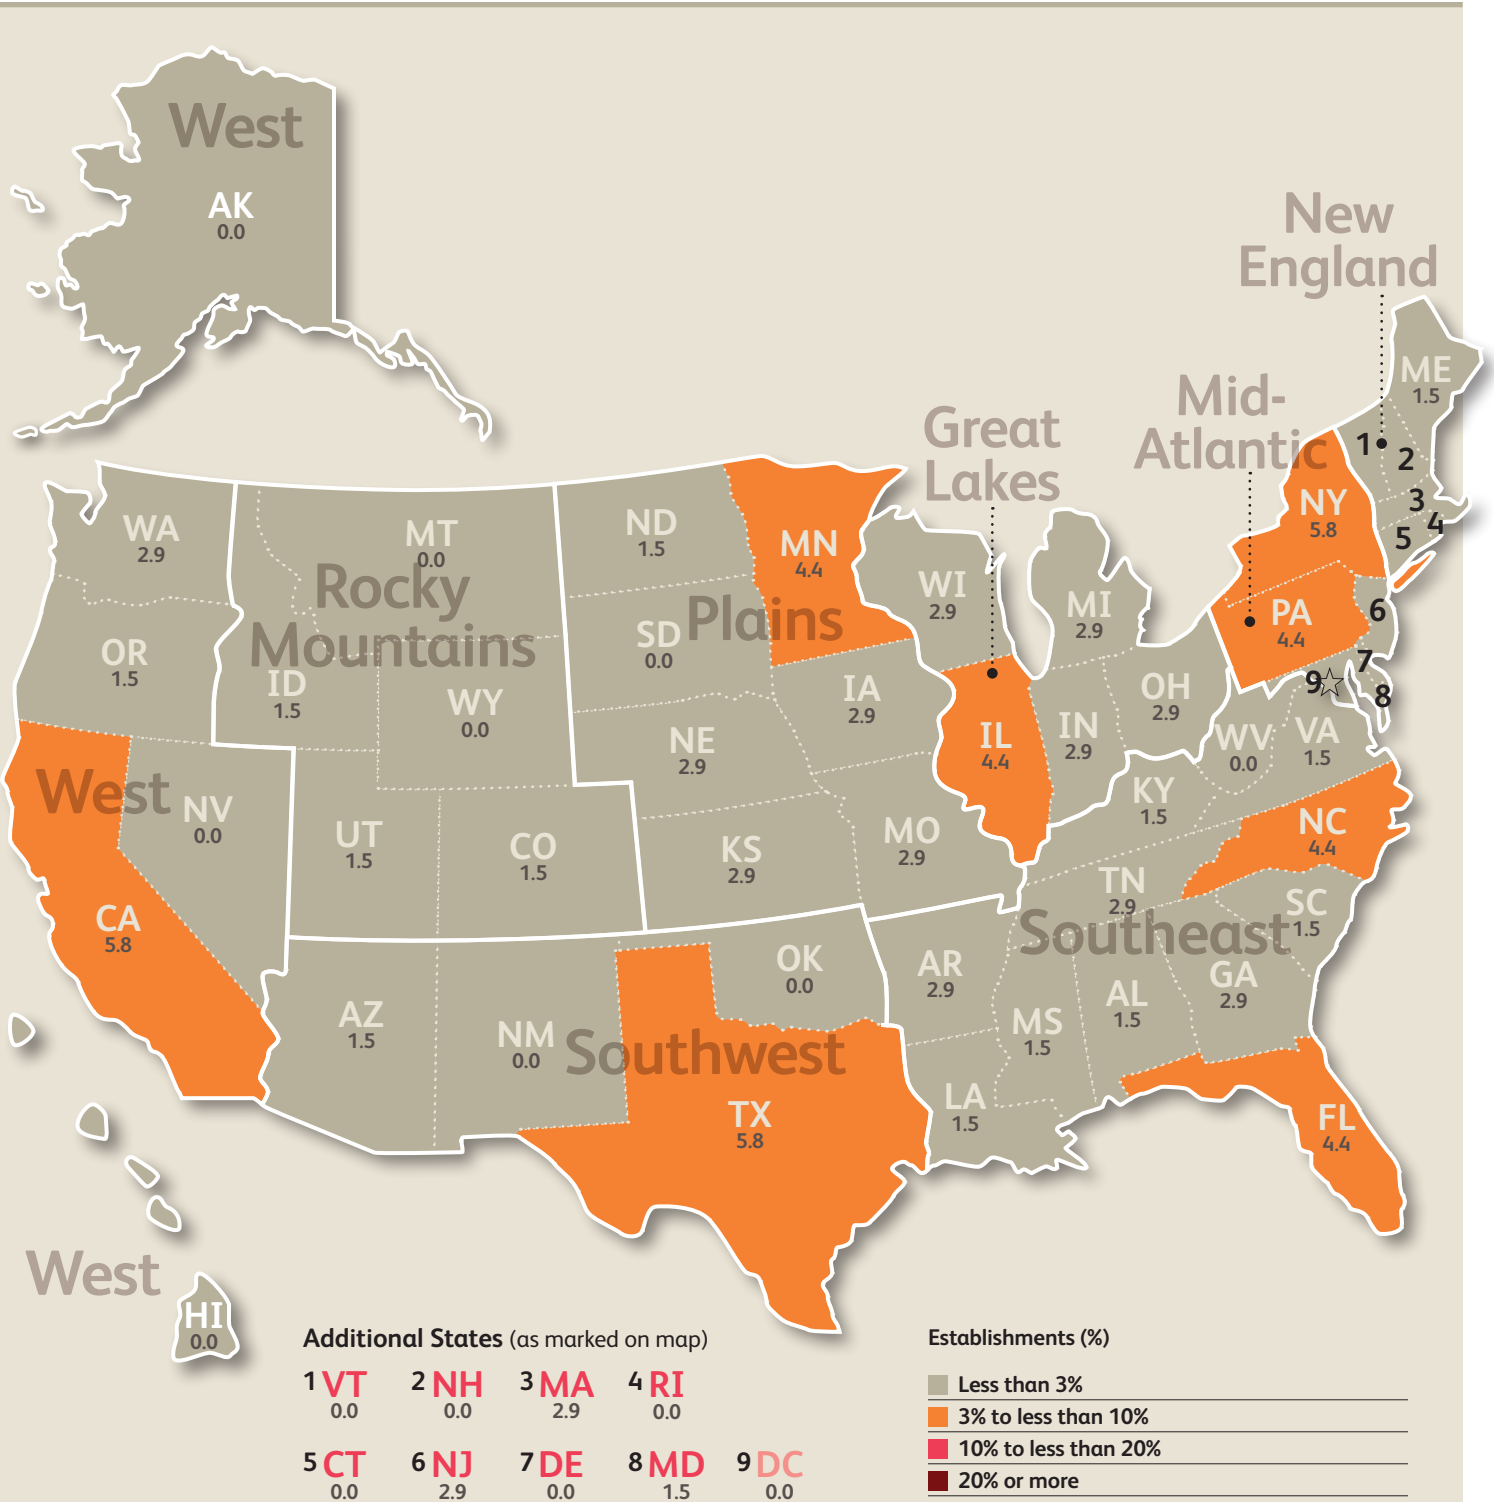 West
AK
0.0
New
England
ME
1.5
Mid-
Atlantic
Great
Lakes
1
2
3
4
5
NY
5.8
WA
2.9
MT
0.0
ND
1.5
MN
4.4
WI
2.9
MI
2.9
PA
4.4
6
7
8
9
Rocky
Mountains
Plains
OR
1.5
ID
1.5
WY
0.0
SD
0.0
IA
2.9
NE
2.9
IL
4.4
IN
2.9
OH
2.9
WV
0.0
VA
1.5
West
NV
0.0
UT
1.5
CO
1.5
KS
2.9
MO
2.9
KY
1.5
NC
4.4
TN
2.9
SC
1.5
Southeast
CA
5.8
AZ
1.5
NM
0.0
OK
0.0
AR
2.9
MS
1.5
AL
1.5
GA
2.9
Southwest
TX
5.8
LA
1.5
FL
4.4
West
HI
0.0
Additional States (as marked on map)
1 VT 2 NH 3 MA 4 RI
0.0 0.0 2.9 0.0
5 CT 6 NJ 7 DE 8 MD 9 DC
0.0 2.9 0.0 1.5 0.0
Establishments (%)
Less than 3%
3% to less than 10%
10% to less than 20%
20% or more